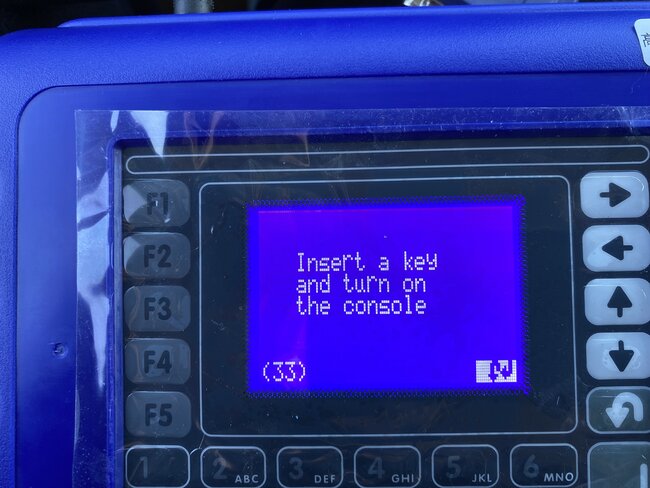 F1
F2
F3
F4
F5
Insert a key
and turn on
the console
(33)
1
2 ABC
3 DEF
4 GHI
5 JKL
6 MNO